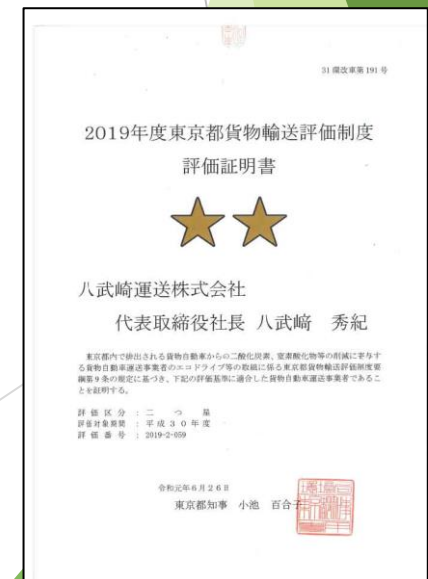 31環改車第191号
2019年度東京都貨物輸送評価制度
評価証明書
八武崎運送株式会社
代表取締役社長 八武﨑 秀紀
東京都内で排出される貨物自動車からの二酸化炭素、窒素酸化物等の削減に寄与す
る貨物自動車運送事業者のエコドライブ等の取組に係る東京都貨物輸送評価制度要
綱第9条の規定に基づき、下記の評価基準に適合した貨物自動車運送事業者であるこ
とを証明する。
評価区分 : 二つ星
評価対象期間 : 平成30年度
評価番号 : 2019-2-059
令和元年6月26日
東京都知事 小池 百合子